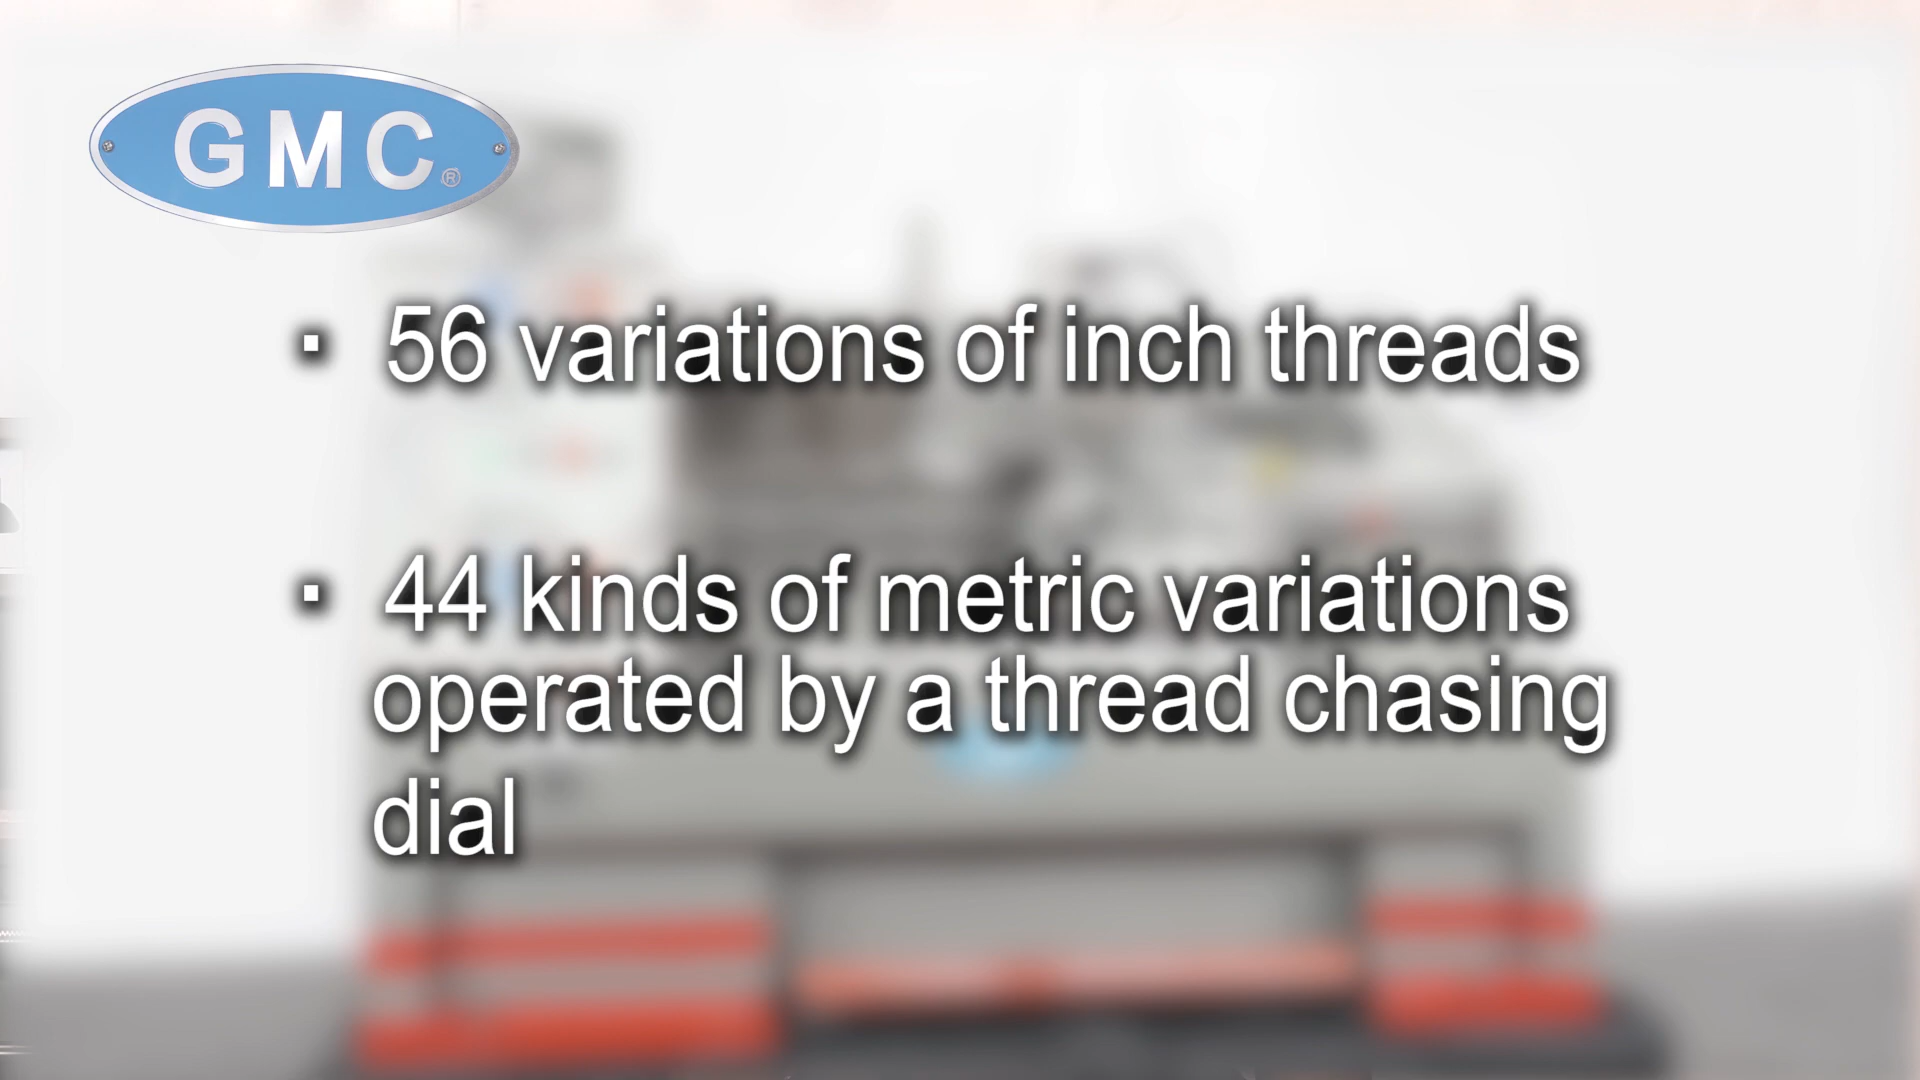 GMC®
▪ 56 variations of inch threads
▪ 44 kinds of metric variations
operated by a thread chasing
dial